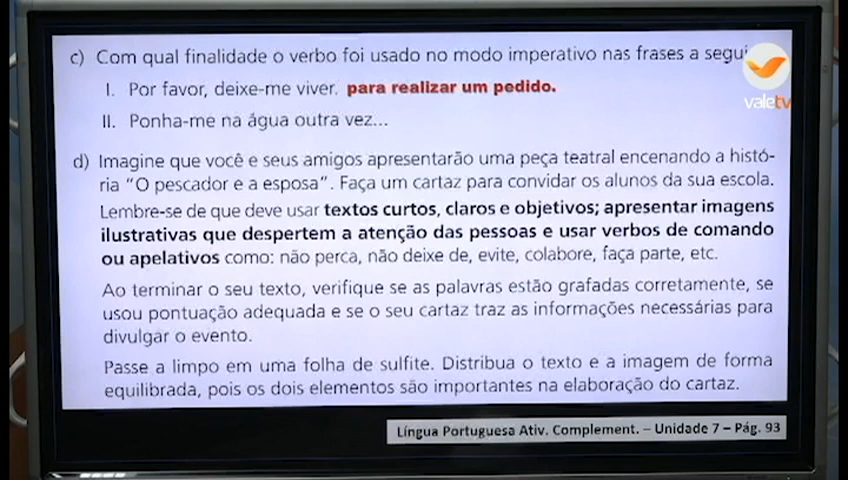 c) Com qual finalidade o verbo foi usado no modo imperativo nas frases a segui
I. Por favor, deixe-me viver. para realizar um pedido.
II. Ponha-me na água outra vez...
d) Imagine que você e seus amigos apresentarão uma peça teatral encenando a histó-
ria "O pescador e a esposa". Faça um cartaz para convidar os alunos da sua escola.
Lembre-se de que deve usar textos curtos, claros e objetivos; apresentar imagens
ilustrativas que despertem a atenção das pessoas e usar verbos de comando
ou apelativos como: não perca, não deixe de, evite, colabore, faça parte, etc.
Ao terminar o seu texto, verifique se as palavras estão grafadas corretamente, se
usou pontuação adequada e se o seu cartaz traz as informações necessárias para
divulgar o evento.
Passe a limpo em uma folha de sulfite. Distribua o texto e a imagem de forma
equilibrada, pois os dois elementos são importantes na elaboração do cartaz.
Língua Portuguesa Ativ. Complement. – Unidade 7 – Pág. 93
valetv